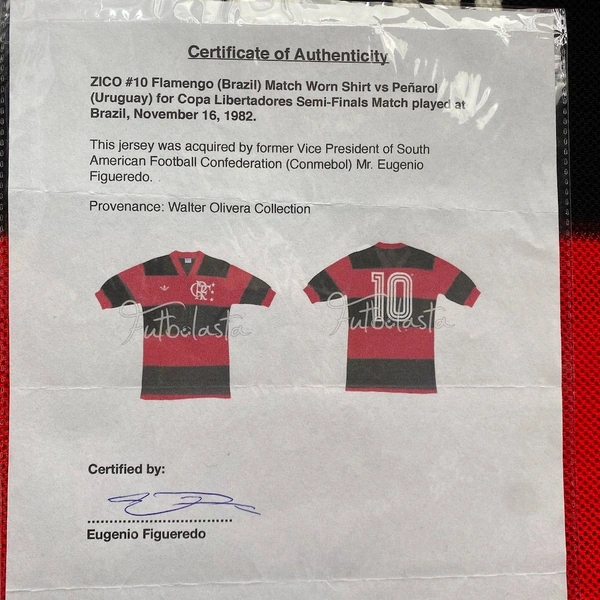 Certificate of Authenticity
ZICO #10 Flamengo (Brazil) Match Worn Shirt vs Peñarol
(Uruguay) for Copa Libertadores Semi-Finals Match played at
Brazil, November 16, 1982.
This jersey was acquired by former Vice President of South
American Football Confederation (Conmebol) Mr. Eugenio
Figueredo.
Provenance: Walter Olivera Collection
CRF
10
Futbolasta
Futbolasta
Certified by:
Eugenio Figueredo